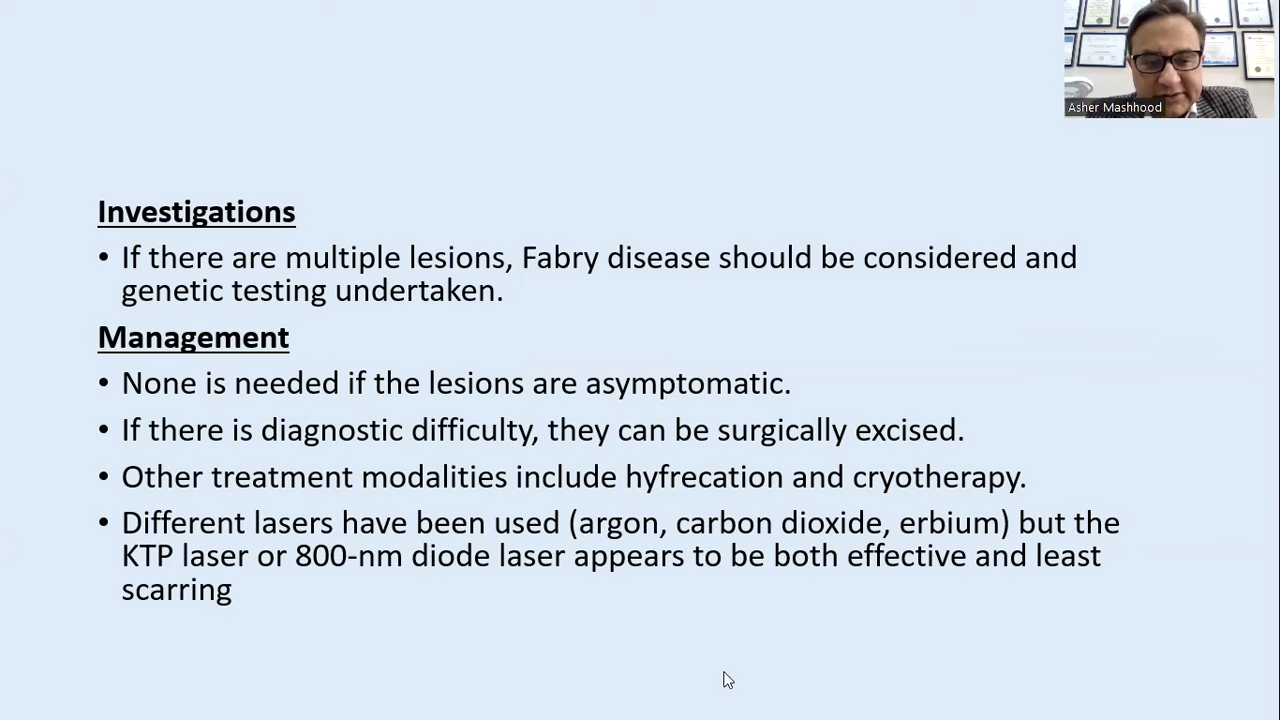 Asher Mashhood
Investigations
• If there are multiple lesions, Fabry disease should be considered and
genetic testing undertaken.
Management
• None is needed if the lesions are asymptomatic.
• If there is diagnostic difficulty, they can be surgically excised.
• Other treatment modalities include hyfrecation and cryotherapy.
• Different lasers have been used (argon, carbon dioxide, erbium) but the
KTP laser or 800-nm diode laser appears to be both effective and least
scarring